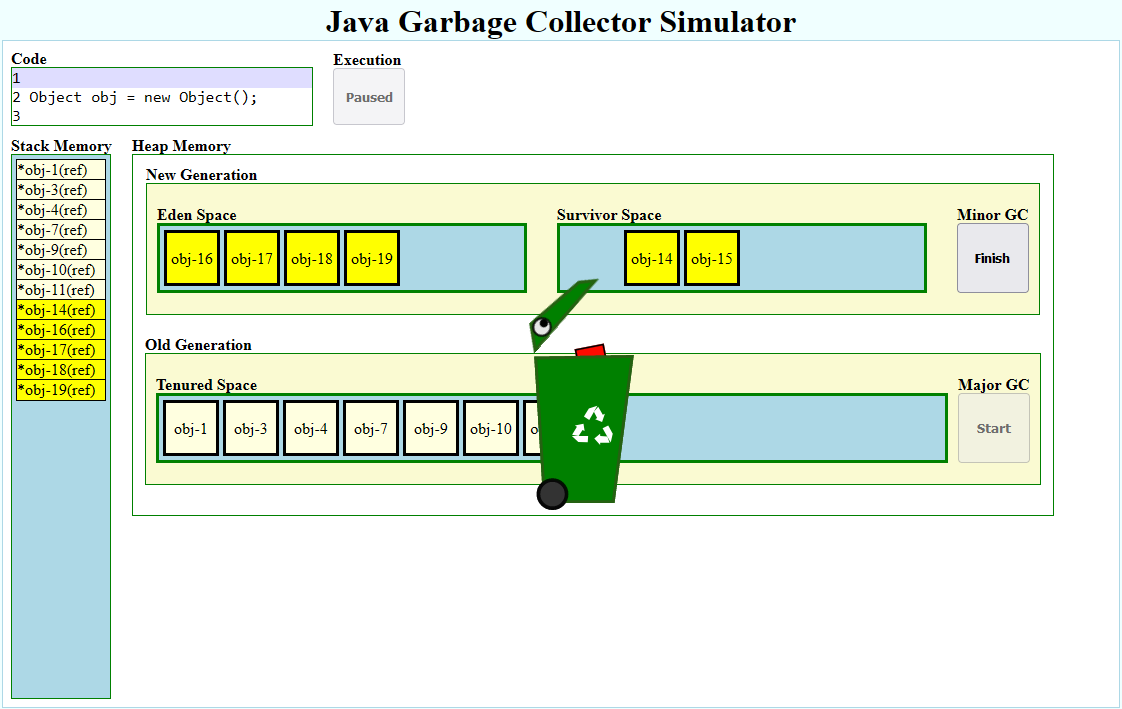 Java Garbage Collector Simulator
Code
Execution
1
2 Object obj = new Object();
3
Paused
Stack Memory
*obj-1(ref)
*obj-3(ref)
*obj-4(ref)
*obj-7(ref)
*obj-9(ref)
*obj-10(ref)
*obj-11(ref)
*obj-14(ref)
*obj-16(ref)
*obj-17(ref)
*obj-18(ref)
*obj-19(ref)
Heap Memory
New Generation
Eden Space
obj-16 obj-17 obj-18 obj-19
Survivor Space
obj-14 obj-15
Minor GC
Finish
Old Generation
Tenured Space
obj-1 obj-3 obj-4 obj-7 obj-9 obj-10
Major GC
Start